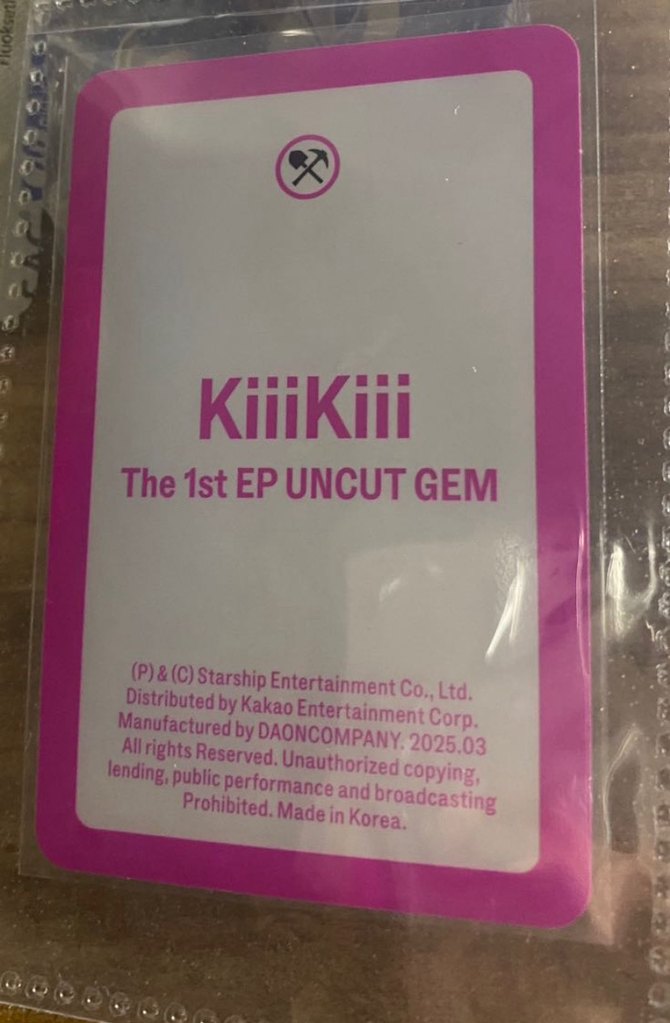 KiiiKiii
The 1st EP UNCUT GEM
(P) & (C) Starship Entertainment Co., Ltd.
Distributed by Kakao Entertainment Corp.
Manufactured by DAONCOMPANY. 2025.03
All rights Reserved. Unauthorized copying,
lending, public performance and broadcasting
Prohibited. Made in Korea.